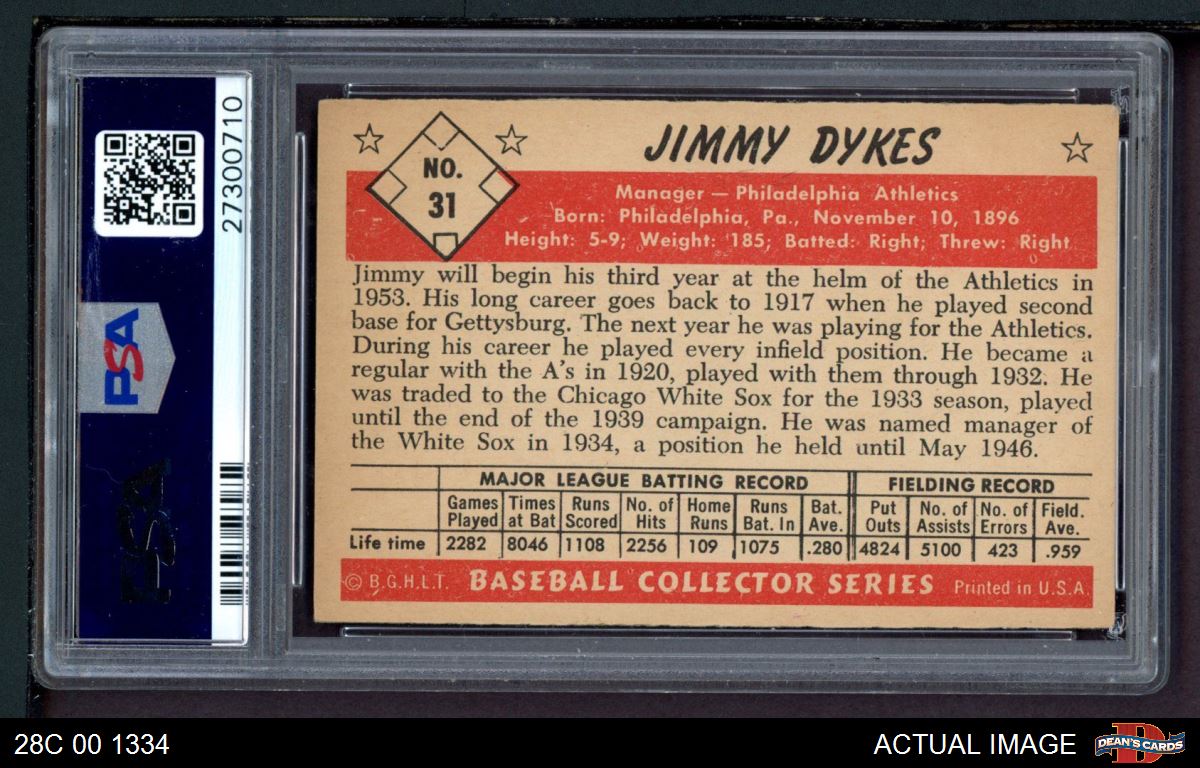 27300710
PSA
PSA
NO.
31
JIMMY DYKES
Manager — Philadelphia Athletics
Born: Philadelphia, Pa., November 10, 1896
Height: 5-9; Weight: 185; Batted: Right; Threw: Right
Jimmy will begin his third year at the helm of the Athletics in
1953. His long career goes back to 1917 when he played second
base for Gettysburg. The next year he was playing for the Athletics.
During his career he played every infield position. He became a
regular with the A's in 1920, played with them through 1932. He
was traded to the Chicago White Sox for the 1933 season, played
until the end of the 1939 campaign. He was named manager of
the White Sox in 1934, a position he held until May 1946.
MAJOR LEAGUE BATTING RECORD FIELDING RECORD
Games Times Runs No. of Home Runs Bat. Put No. of No. of Field.
Played at Bat Scored Hits Runs Bat. In Ave. Outs Assists Errors Ave.
Life time 2282 8046 1108 2256 109 1075 .280 4824 5100 423 .959
© B.G.H.L.T. BASEBALL COLLECTOR SERIES Printed in U.S.A.
28C 00 1334
ACTUAL IMAGE
D
DEAN'S CARDS